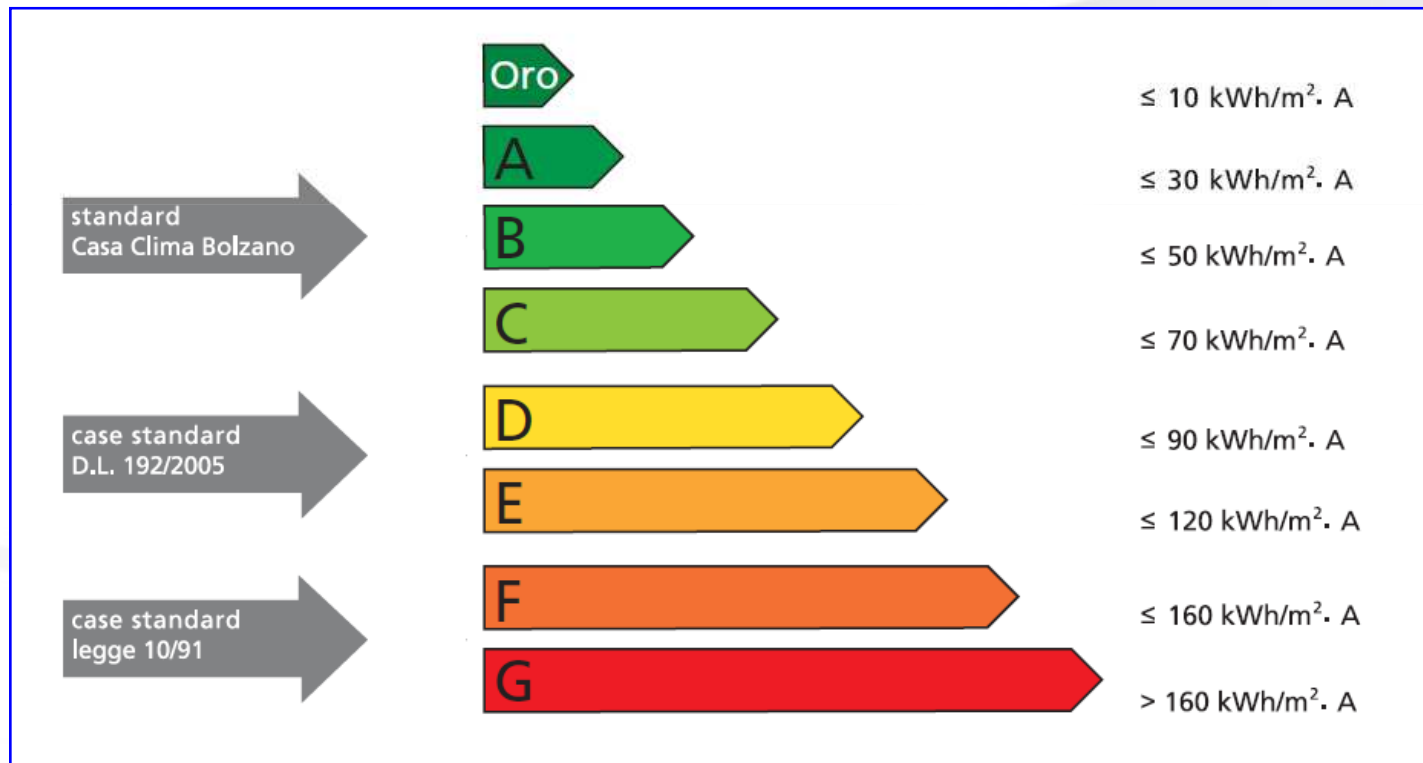 Oro
≤ 10 kWh/m². A
A
≤ 30 kWh/m². A
standard
Casa Clima Bolzano
B
≤ 50 kWh/m². A
C
≤ 70 kWh/m². A
case standard
D.L. 192/2005
D
≤ 90 kWh/m². A
E
≤ 120 kWh/m². A
case standard
legge 10/91
F
≤ 160 kWh/m². A
G
> 160 kWh/m². A